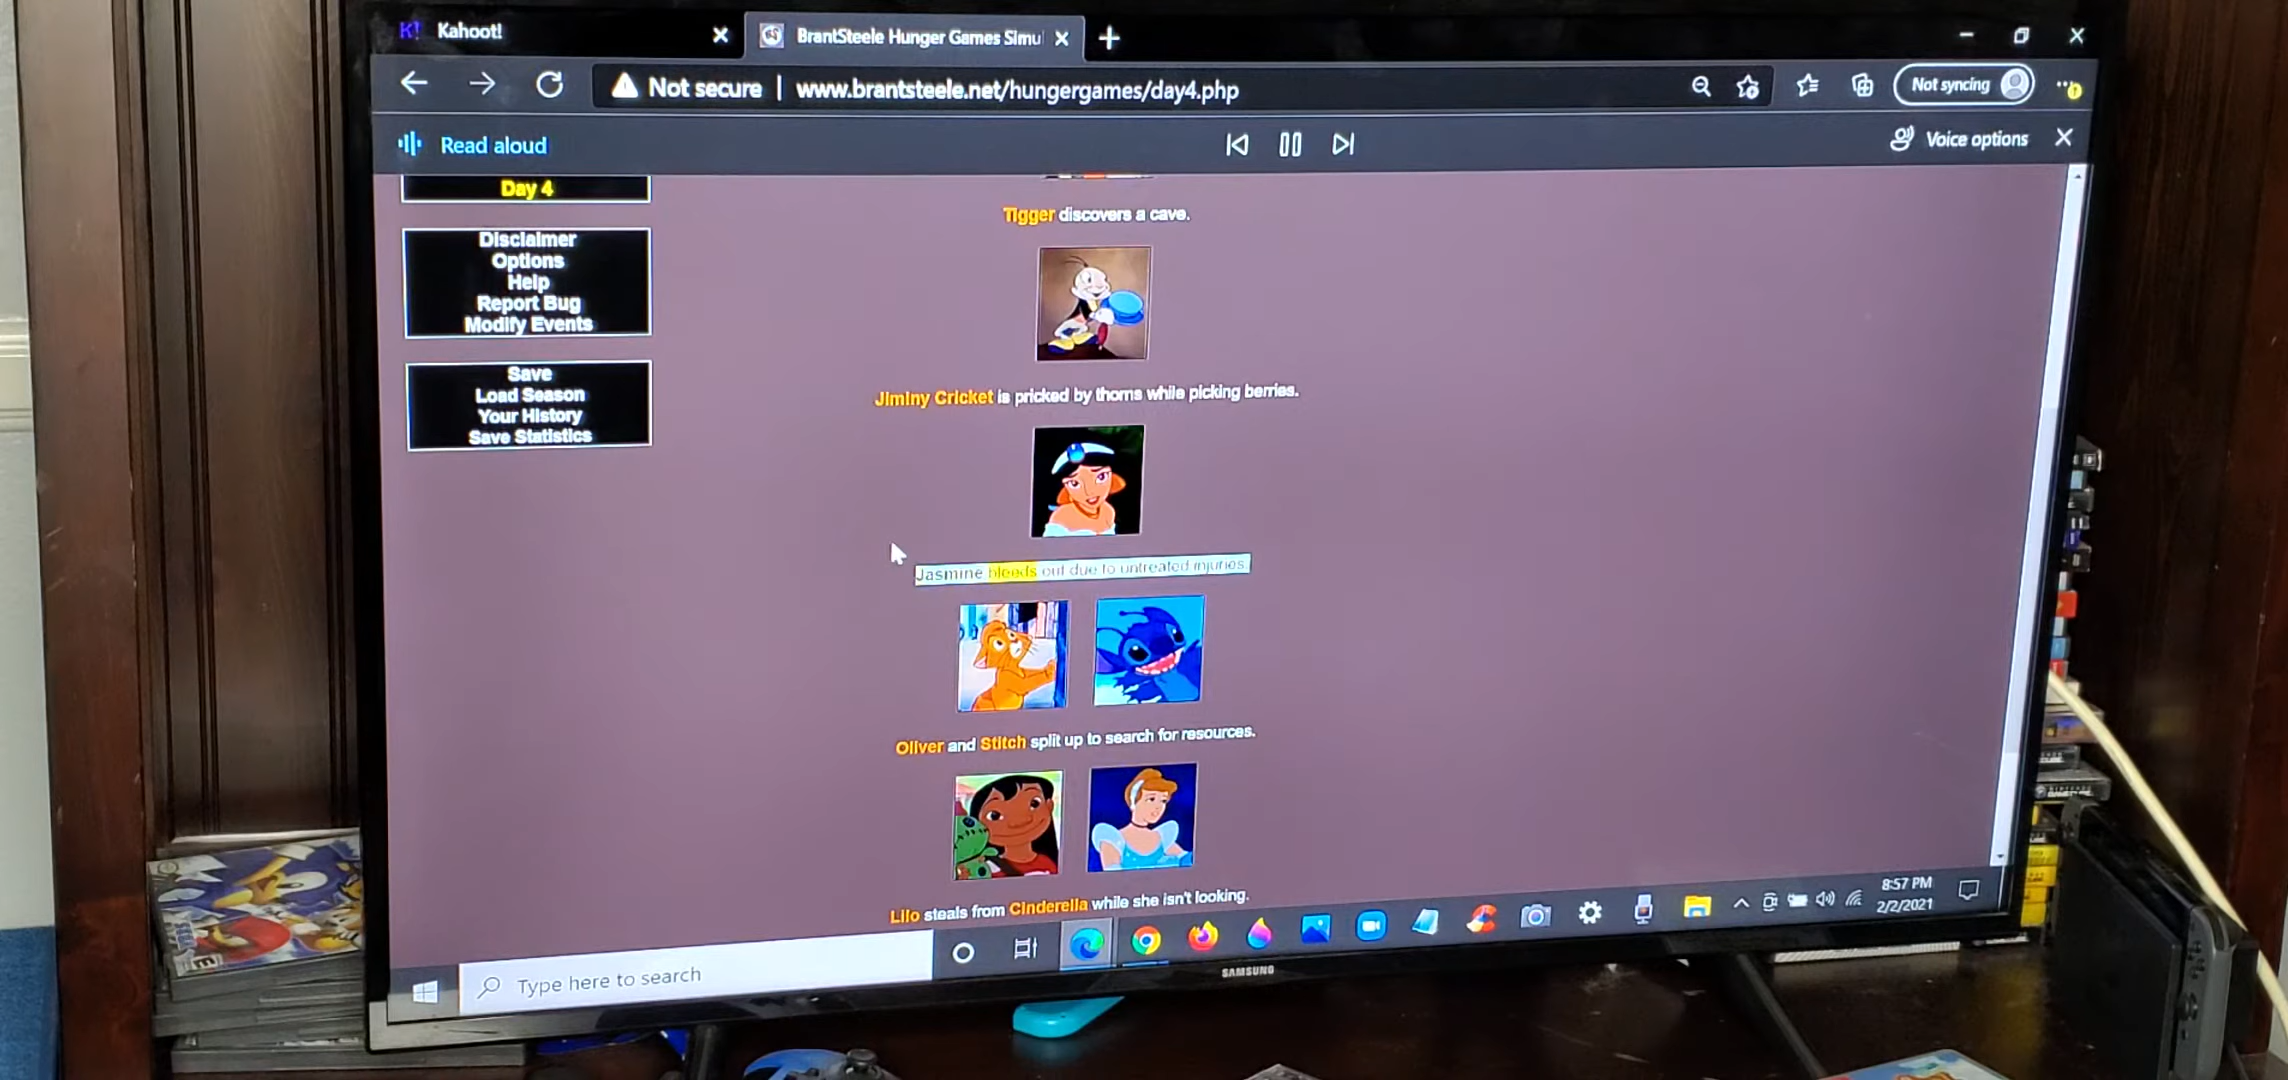 Kahoot!
BrantSteele Hunger Games Simu
Not secure | www.brantsteele.net/hungergames/day4.php
Not syncing
Read aloud
Voice options
Day 4
Disclaimer
Options
Help
Report Bug
Modify Events
Save
Load Season
Your History
Save Statistics
Tigger discovers a cave.
Jiminy Cricket is pricked by thorns while picking berries.
Jasmine bleeds out due to untreated injuries.
Oliver and Stitch split up to search for resources.
Lilo steals from Cinderella while she isn't looking.
Type here to search
8:57 PM
2/2/2021
SAMSUNG
SEGA